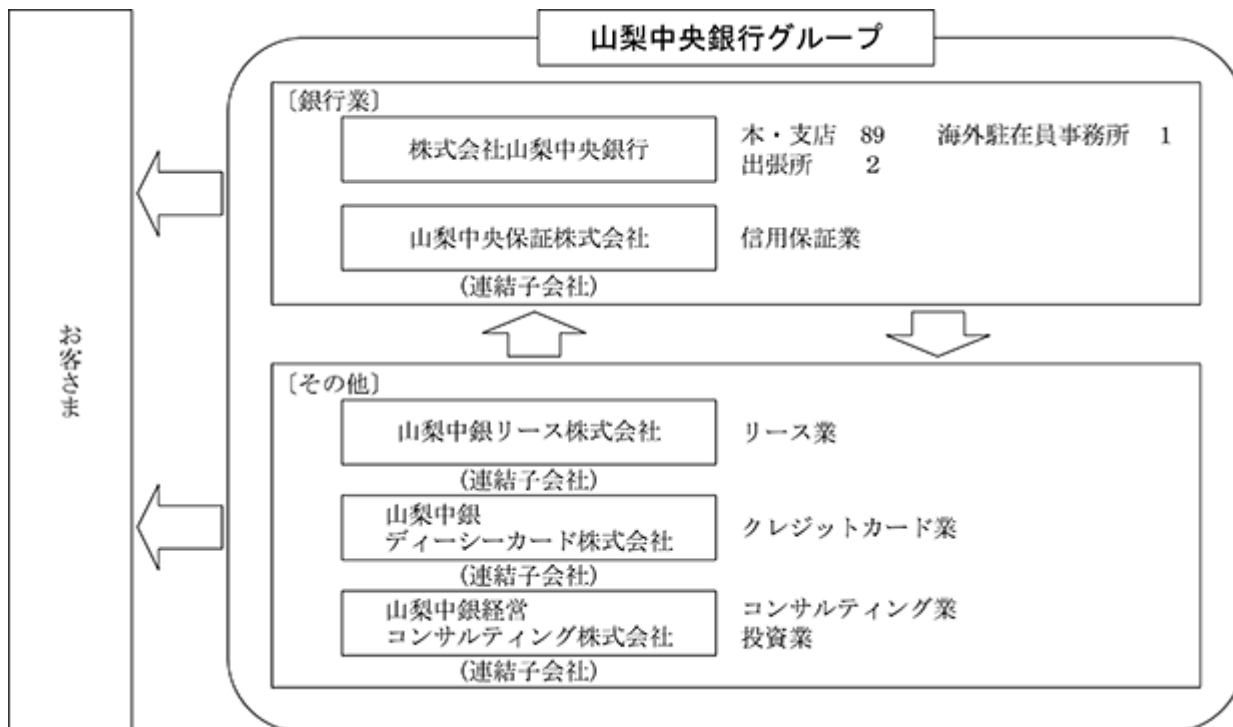 山梨中央銀行グループ
〔銀行業〕
株式会社山梨中央銀行
本・支店 89 海外駐在員事務所 1
出張所 2
山梨中央保証株式会社
信用保証業
(連結子会社)
お客さま
〔その他〕
山梨中銀リース株式会社
リース業
(連結子会社)
山梨中銀
ディーシーカード株式会社
クレジットカード業
(連結子会社)
山梨中銀経営
コンサルティング株式会社
コンサルティング業
投資業
(連結子会社)